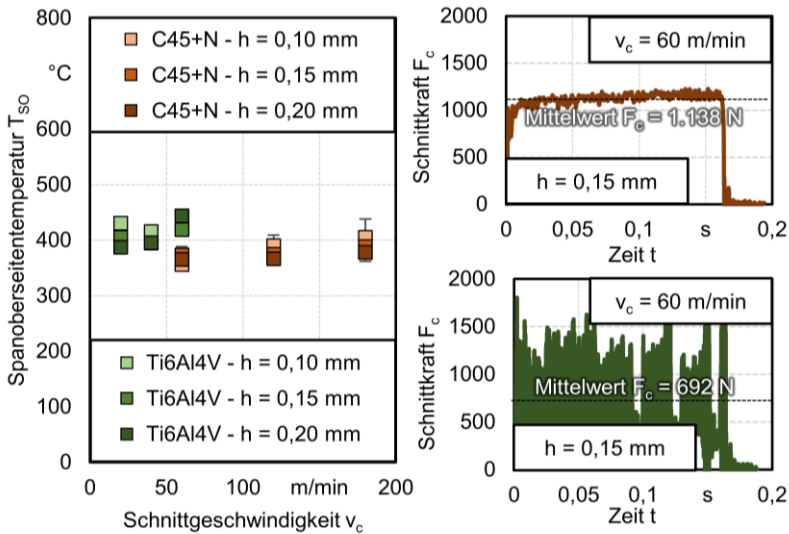 Spanoberseitentemperatur T_SO
800
°C
600
500
400
300
200
100
0
C45+N - h = 0,10 mm
C45+N - h = 0,15 mm
C45+N - h = 0,20 mm
Ti6Al4V - h = 0,10 mm
Ti6Al4V - h = 0,15 mm
Ti6Al4V - h = 0,20 mm
0 100 m/min 200
Schnittgeschwindigkeit v_c
Schnittkraft F_c
2000
1500
1000
500
0
v_c = 60 m/min
Mittelwert F_c = 1.138 N
h = 0,15 mm
0 0,05 0,1 s 0,2
Zeit t
Schnittkraft F_c
2000
1500
1000
500
0
v_c = 60 m/min
Mittelwert F_c = 692 N
h = 0,15 mm
0 0,05 0,1 s 0,2
Zeit t